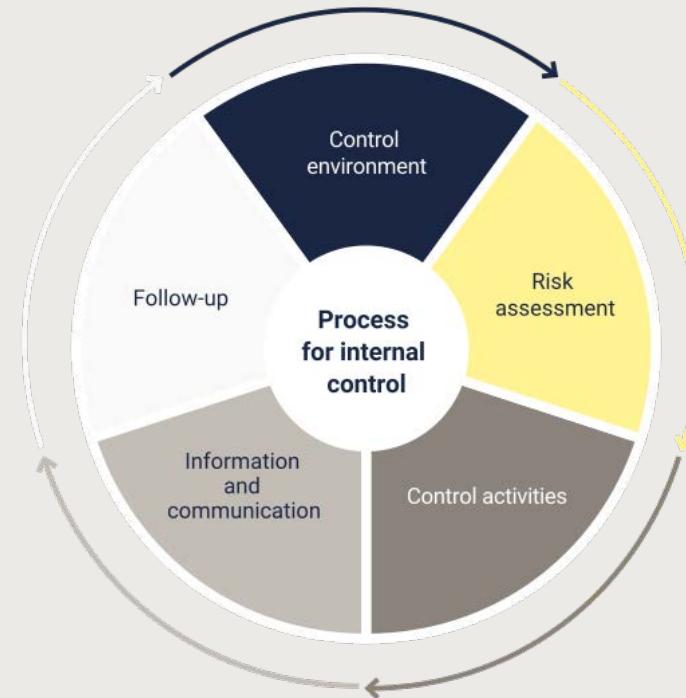 Control
environment
Risk
assessment
Control activities
Information
and
communication
Follow-up
Process
for internal
control